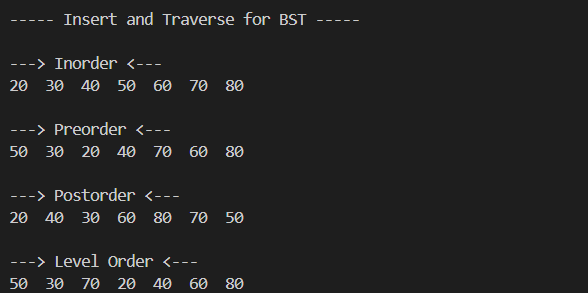 ----- Insert and Traverse for BST -----
---> Inorder <---
20  30  40  50  60  70  80
---> Preorder <---
50  30  20  40  70  60  80
---> Postorder <---
20  40  30  60  80  70  50
---> Level Order <---
50  30  70  20  40  60  80